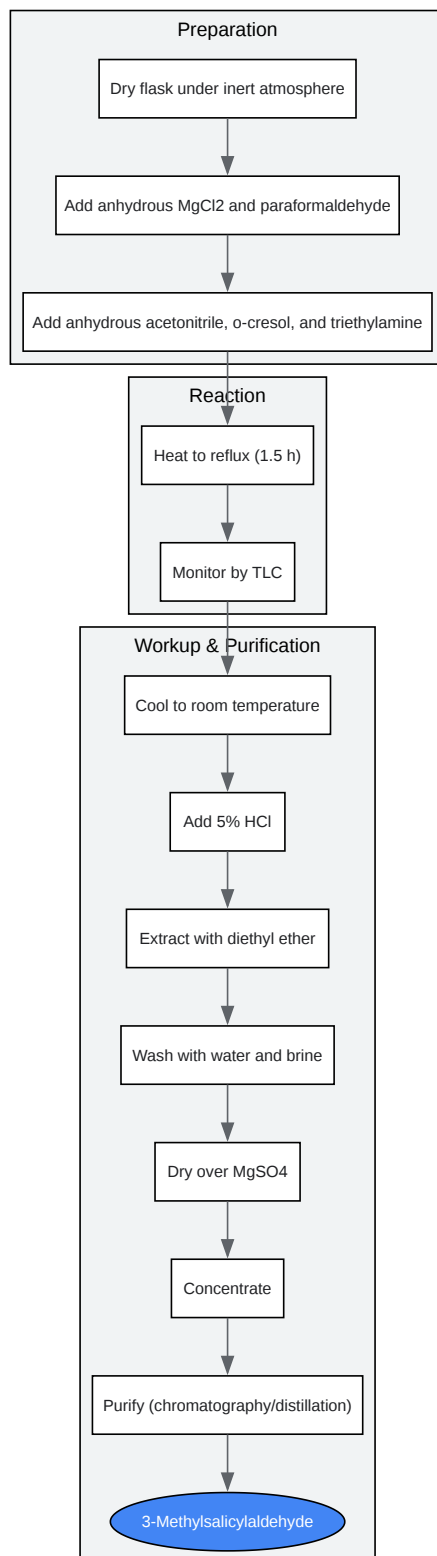 Preparation
Dry flask under inert atmosphere
Add anhydrous MgCl2 and paraformaldehyde
Add anhydrous acetonitrile, o-cresol, and triethylamine
Reaction
Heat to reflux (1.5 h)
Monitor by TLC
Workup & Purification
Cool to room temperature
Add 5% HCl
Extract with diethyl ether
Wash with water and brine
Dry over MgSO4
Concentrate
Purify (chromatography/distillation)
3-Methylsalicylaldehyde